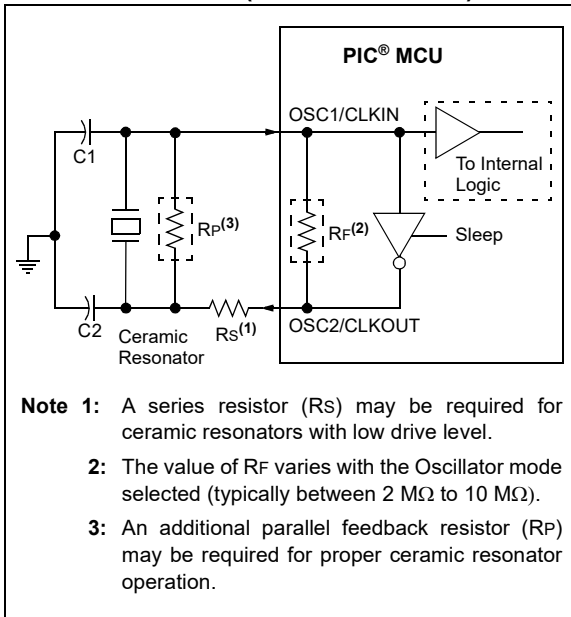 PIC® MCU
OSC1/CLKIN
C1
To Internal
Logic
RP(3)
RF(2)
Sleep
C2
Ceramic
Resonator
RS(1)
OSC2/CLKOUT
Note 1: A series resistor (RS) may be required for
ceramic resonators with low drive level.
2: The value of RF varies with the Oscillator mode
selected (typically between 2 MΩ to 10 MΩ).
3: An additional parallel feedback resistor (RP)
may be required for proper ceramic resonator
operation.